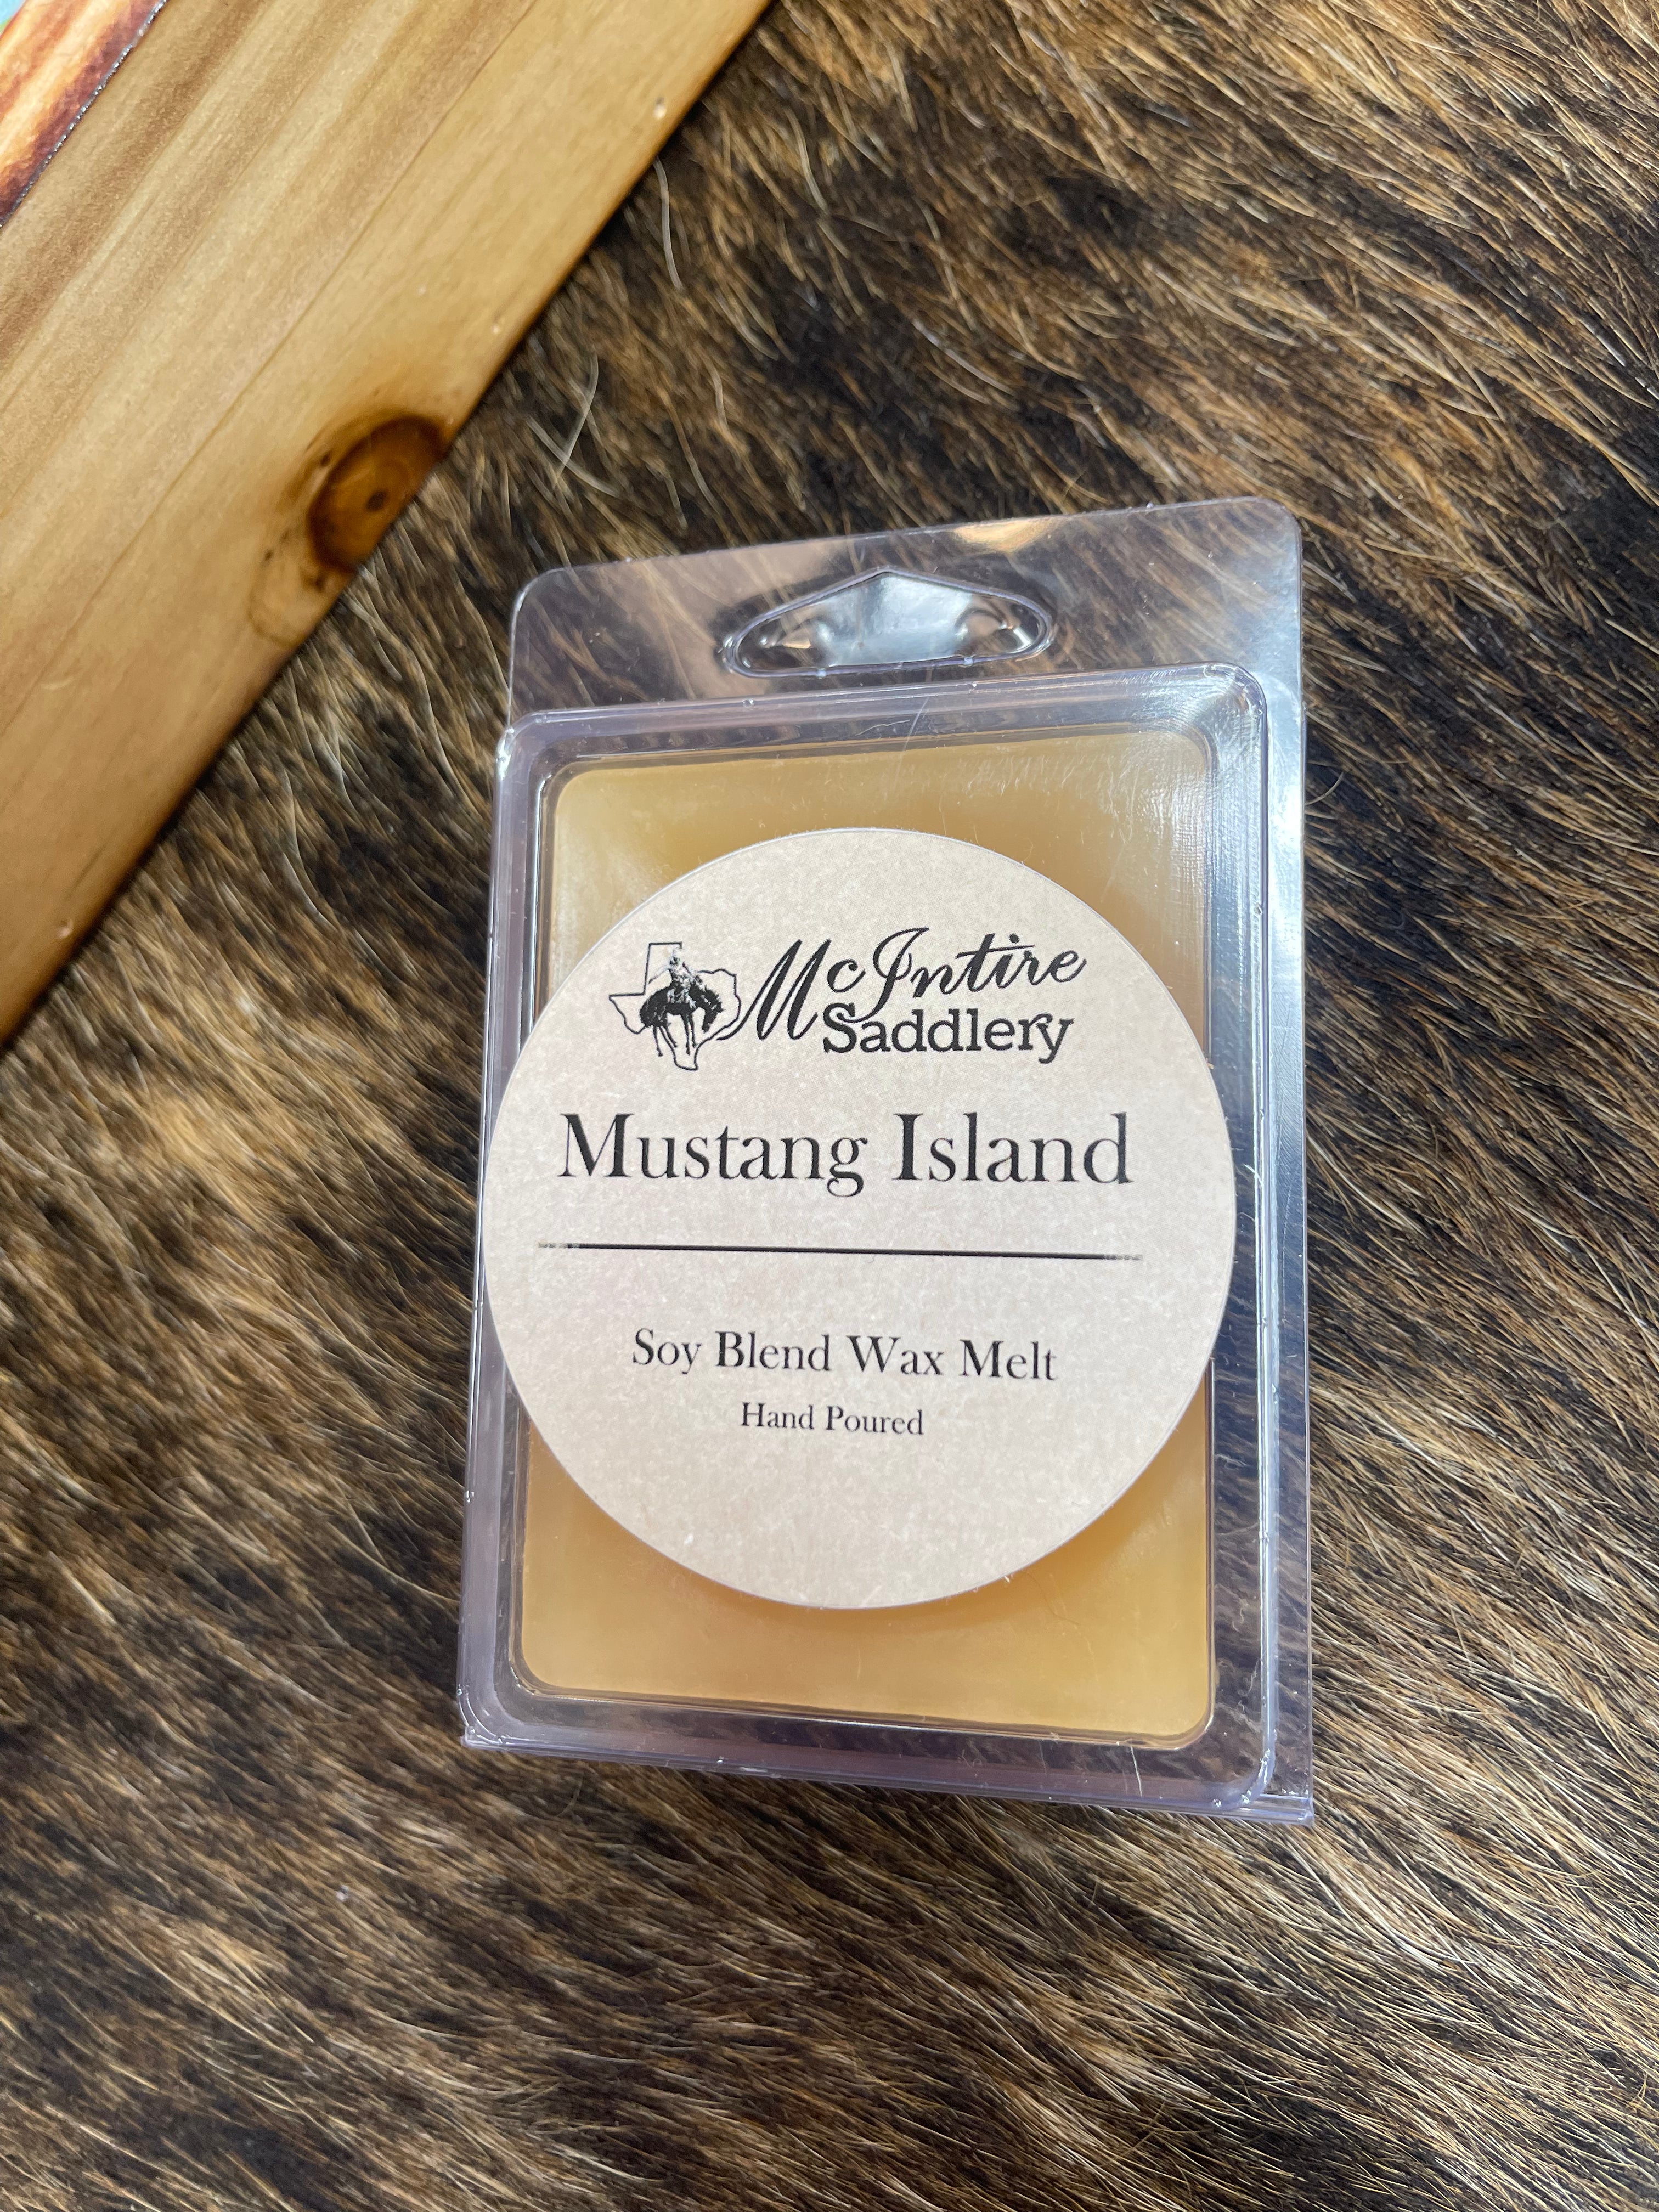 McIntire
Saddlery
Mustang Island
Soy Blend Wax Melt
Hand Poured